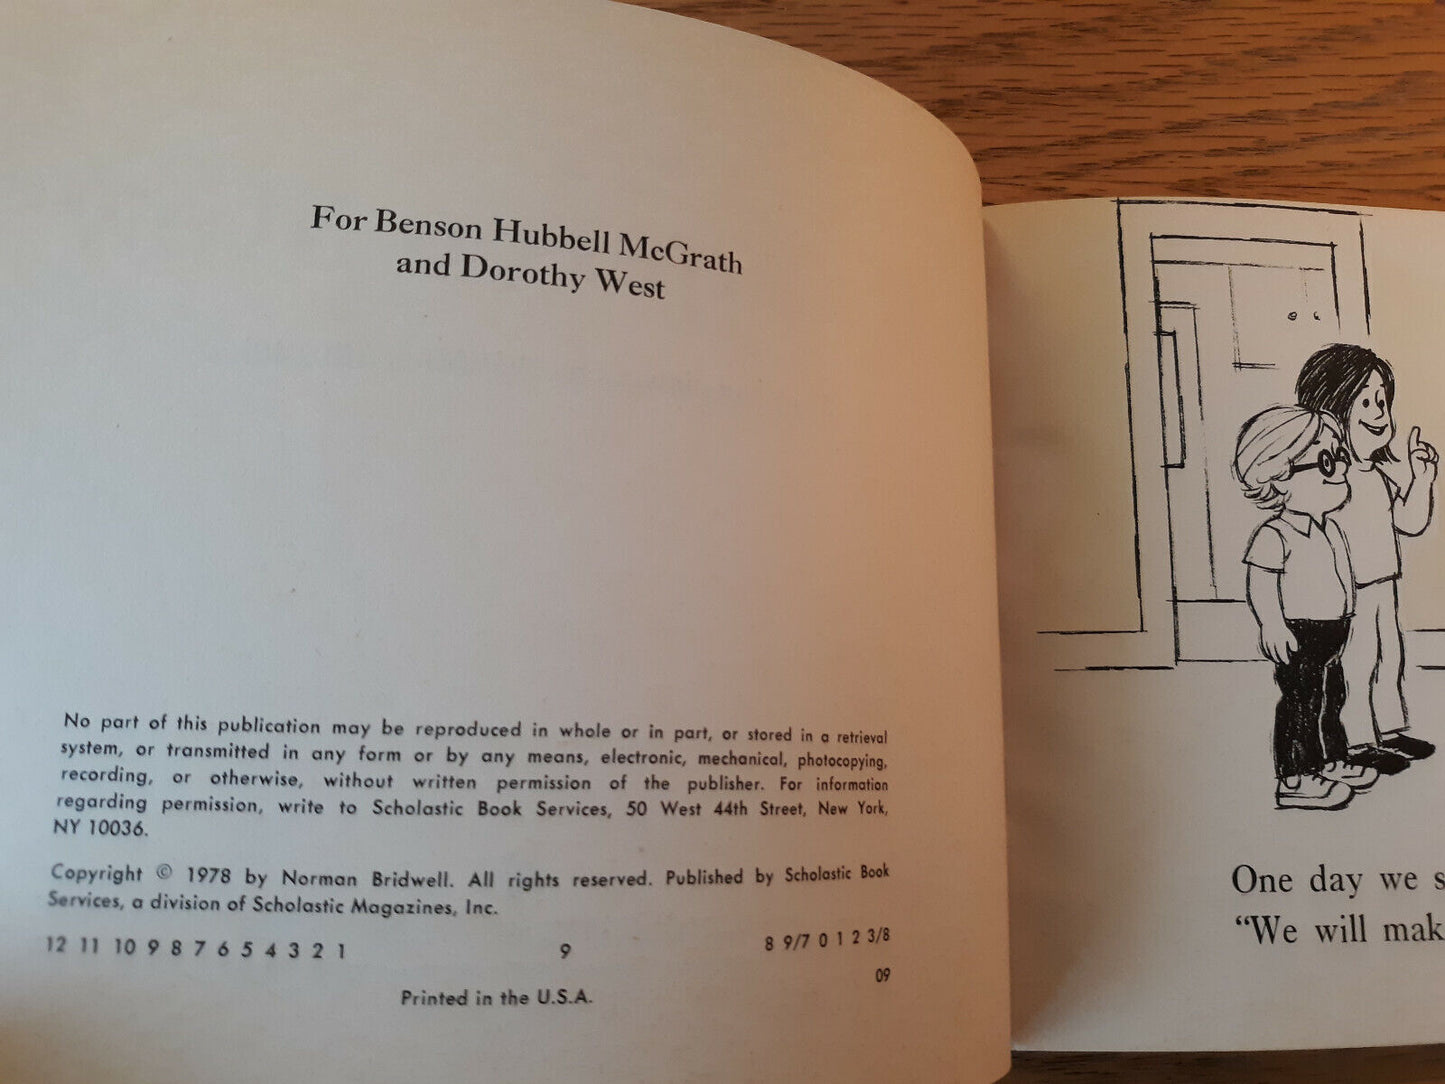 For Benson Hubbell McGrath
and Dorothy West
No part of this publication may be reproduced in whole or in part, or stored in a retrieval
system, or transmitted in any form or by any means, electronic, mechanical, photocopying,
recording, or otherwise, without written permission of the publisher. For information
regarding permission, write to Scholastic Book Services, 50 West 44th Street, New York,
NY 10036.
Copyright © 1978 by Norman Bridwell. All rights reserved. Published by Scholastic Book
Services, a division of Scholastic Magazines, Inc.
12 11 10 9 8 7 6 5 4 3 2 1 9 8 9/7 0 1 2 3/8
09
Printed in the U.S.A.
One day we s
“We will mak